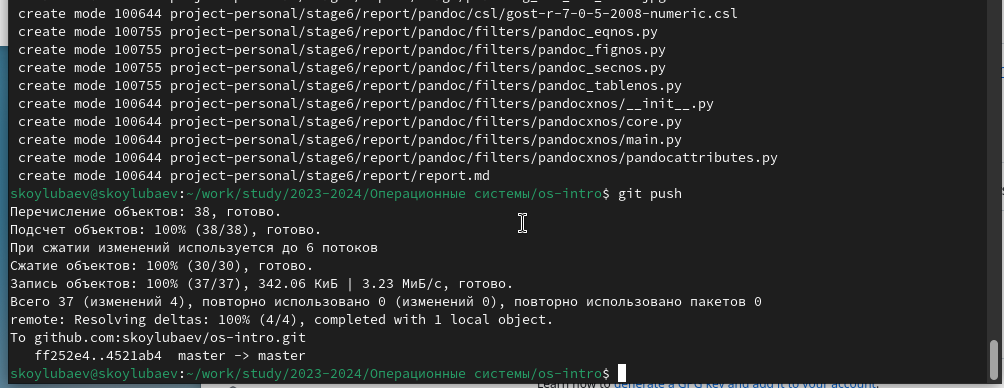 create mode 100644 project-personal/stage6/report/pandoc/csl/gost-r-7-0-5-2008-numeric.csl
create mode 100755 project-personal/stage6/report/pandoc/filters/pandoc_eqnos.py
create mode 100755 project-personal/stage6/report/pandoc/filters/pandoc_fignos.py
create mode 100755 project-personal/stage6/report/pandoc/filters/pandoc_secnos.py
create mode 100755 project-personal/stage6/report/pandoc/filters/pandoc_tablenos.py
create mode 100644 project-personal/stage6/report/pandoc/filters/pandocxnos/__init__.py
create mode 100644 project-personal/stage6/report/pandoc/filters/pandocxnos/core.py
create mode 100644 project-personal/stage6/report/pandoc/filters/pandocxnos/main.py
create mode 100644 project-personal/stage6/report/pandoc/filters/pandocxnos/pandocattributes.py
create mode 100644 project-personal/stage6/report/report.md
skoylubaev@skoylubaev:~/work/study/2023-2024/Операционные системы/os-intro$ git push
Перечисление объектов: 38, готово.
Подсчет объектов: 100% (38/38), готово.
При сжатии изменений используется до 6 потоков
Сжатие объектов: 100% (30/30), готово.
Запись объектов: 100% (37/37), 342.06 КиБ | 3.23 МиБ/с, готово.
Всего 37 (изменений 4), повторно использовано 0 (изменений 0), повторно использовано пакетов 0
remote: Resolving deltas: 100% (4/4), completed with 1 local object.
To github.com:skoylubaev/os-intro.git
ff252e4..4521ab4 master -> master
skoylubaev@skoylubaev:~/work/study/2023-2024/Операционные системы/os-intro$